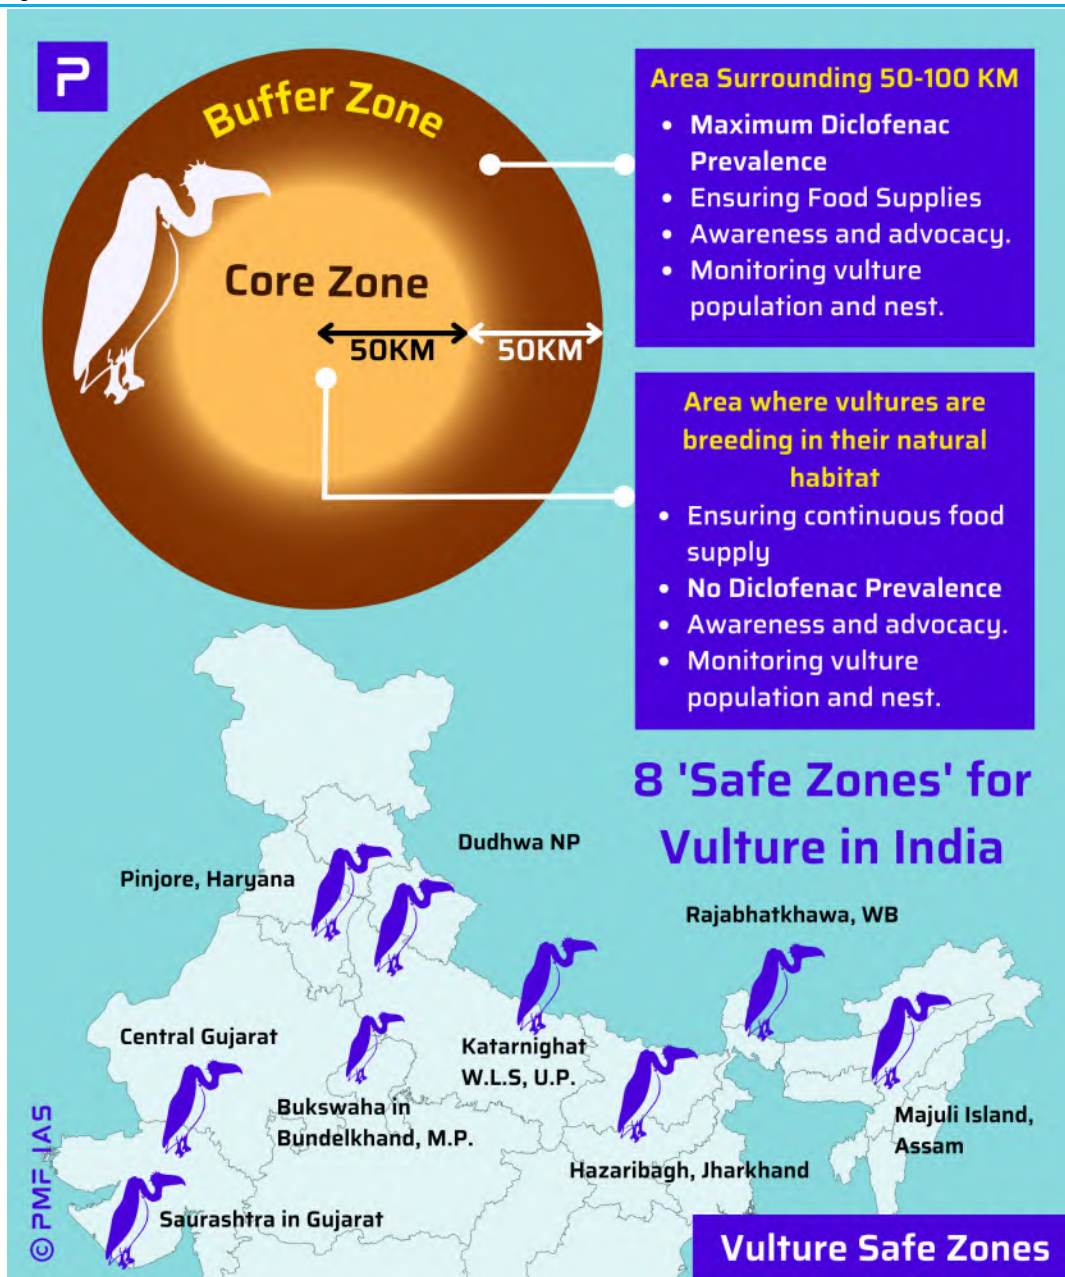 P
Buffer Zone
Core Zone
50KM
50KM
Area Surrounding 50-100 KM
• Maximum Diclofenac
Prevalence
• Ensuring Food Supplies
• Awareness and advocacy.
• Monitoring vulture
population and nest.
Area where vultures are
breeding in their natural
habitat
• Ensuring continuous food
supply
• No Diclofenac Prevalence
• Awareness and advocacy.
• Monitoring vulture
population and nest.
8 'Safe Zones' for
Vulture in India
Dudhwa NP
Pinjore, Haryana
Rajabhatkhawa, WB
Central Gujarat
Katarnighat
W.L.S, U.P.
Bukswaha in
Bundelkhand, M.P.
Majuli Island,
Assam
Hazaribagh, Jharkhand
Saurashtra in Gujarat
© PMF IAS
Vulture Safe Zones